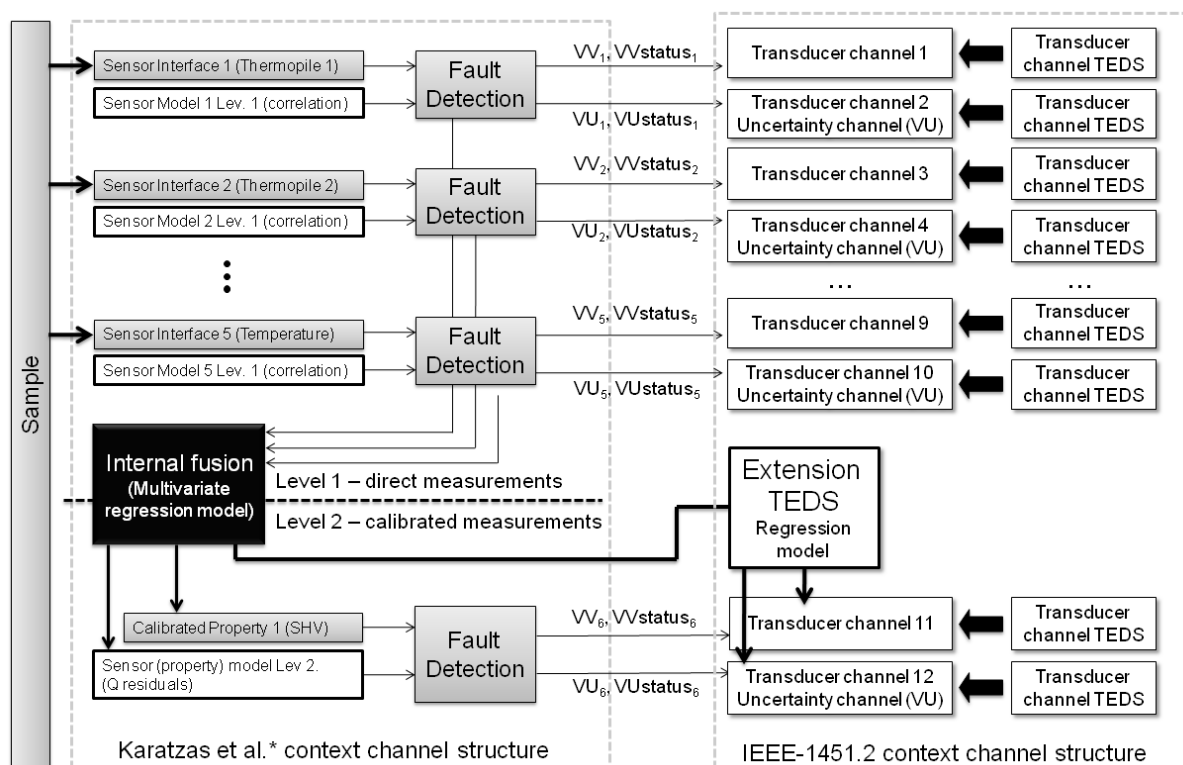 Sample
Sensor Interface 1 (Thermopile 1)
Sensor Model 1 Lev. 1 (correlation)
Fault
Detection
VV1, VVstatus1
VU1, VUstatus1
Transducer channel 1
Transducer
channel TEDS
Transducer channel 2
Uncertainty channel (VU)
Transducer
channel TEDS
Sensor Interface 2 (Thermopile 2)
Sensor Model 2 Lev. 1 (correlation)
Fault
Detection
VV2, VVstatus2
VU2, VUstatus2
Transducer channel 3
Transducer
channel TEDS
Transducer channel 4
Uncertainty channel (VU)
Transducer
channel TEDS
...
...
Sensor Interface 5 (Temperature)
Sensor Model 5 Lev. 1 (correlation)
Fault
Detection
VV5, VVstatus5
VU5, VUstatus5
Transducer channel 9
Transducer
channel TEDS
Transducer channel 10
Uncertainty channel (VU)
Transducer
channel TEDS
Internal fusion
(Multivariate
regression model)
Level 1 – direct measurements
Level 2 – calibrated measurements
Extension
TEDS
Regression
model
Calibrated Property 1 (SHV)
Sensor (property) model Lev 2.
(Q residuals)
Fault
Detection
VV6, VVstatus6
VU6, VUstatus6
Transducer channel 11
Transducer
channel TEDS
Transducer channel 12
Uncertainty channel (VU)
Transducer
channel TEDS
Karatzas et al.* context channel structure
IEEE-1451.2 context channel structure